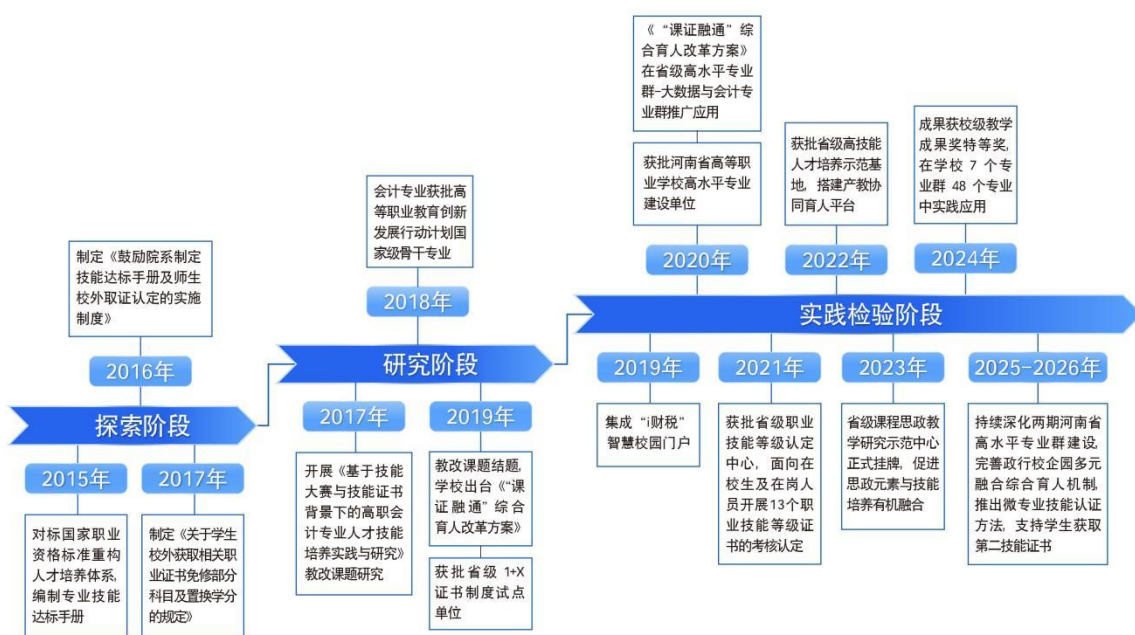 制定《鼓励院系制定
技能达标手册及师生
校外取证认定的实施
制度》
2016年
探索阶段
2015年
对标国家职业
资格标准重构
人才培养体系,
编制专业技能
达标手册
2017年
制定《关于学生
校外获取相关职
业证书免修部分
科目及置换学分
的规定》
会计专业获批高
等职业教育创新
发展行动计划国
家级骨干专业
2018年
研究阶段
2017年
开展《基于技能
大赛与技能证书
背景下的高职会
计专业人才技能
培养实践与研究》
教改课题研究
2019年
教改课题结题,
学校出台《“课
证融通”综合
育人改革方案》
获批省级 1+X
证书制度试点
单位
《“课证融通”综
合育人改革方案》
在省级高水平专业
群-大数据与会计专
业群推广应用
获批河南省高等职
业学校高水平专业
建设单位
2020年
获批省级高技能
人才培养示范基
地，搭建产教协
同育人平台
2022年
成果获校级教学
成果奖特等奖,
在学校 7 个专
业群 48 个专业
中实践应用
2024年
实践检验阶段
2019年
集成“i财税”
智慧校园门户
2021年
获批省级职业
技能等级认定
中心，面向在
校生及在岗人
员开展13个职
业技能等级证
书的考核认定
2023年
省级课程思政教
学研究示范中心
正式挂牌，促进
思政元素与技能
培养有机融合
2025-2026年
持续深化两期河南省
高水平专业群建设,
完善政行校企园多元
融合综合育人机制,
推出微专业技能认证
方法，支持学生获取
第二技能证书